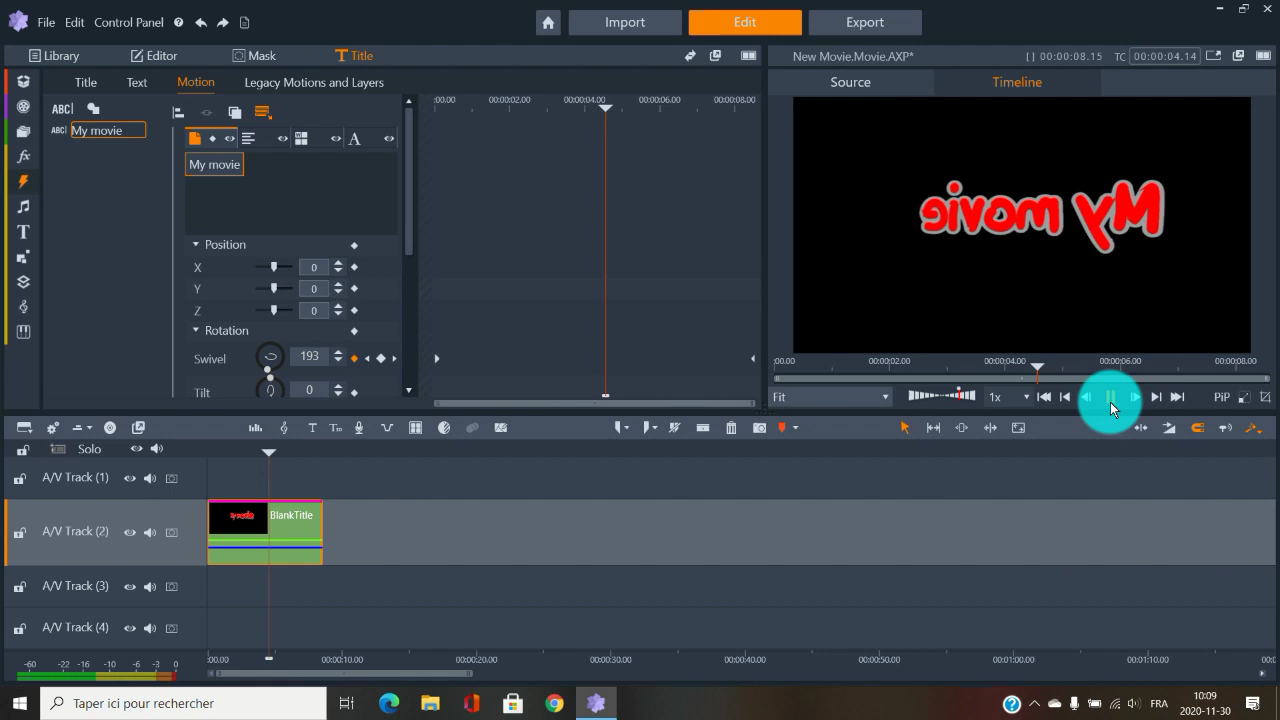 File Edit Control Panel
Import
Edit
Export
Library
Editor
Mask
Title
New Movie.Movie.AXP*
[] 00:00:08.15
TC 00:00:04.14
Title
Text
Motion
Legacy Motions and Layers
:00.00
00:00:02.00
00:00:04.00
00:00:06.00
00:00:08.00
Source
Timeline
ABC
ABC My movie
A
My movie
My movie
Position
X 0
Y 0
Z 0
Rotation
Swivel 193
Tilt 0
:00.00
00:00:02.00
00:00:04.00
00:00:06.00
00:00:08.00
Fit
1x
PiP
Solo
A/V Track (1)
A/V Track (2)
BlankTitle
A/V Track (3)
A/V Track (4)
-60 -22 -16 -10 -6 -3 0
:00.00
00:00:10.00
00:00:20.00
00:00:30.00
00:00:40.00
00:00:50.00
00:01:00.00
00:01:10.00
Taper ici pour rechercher
FRA
10:09
2020-11-30